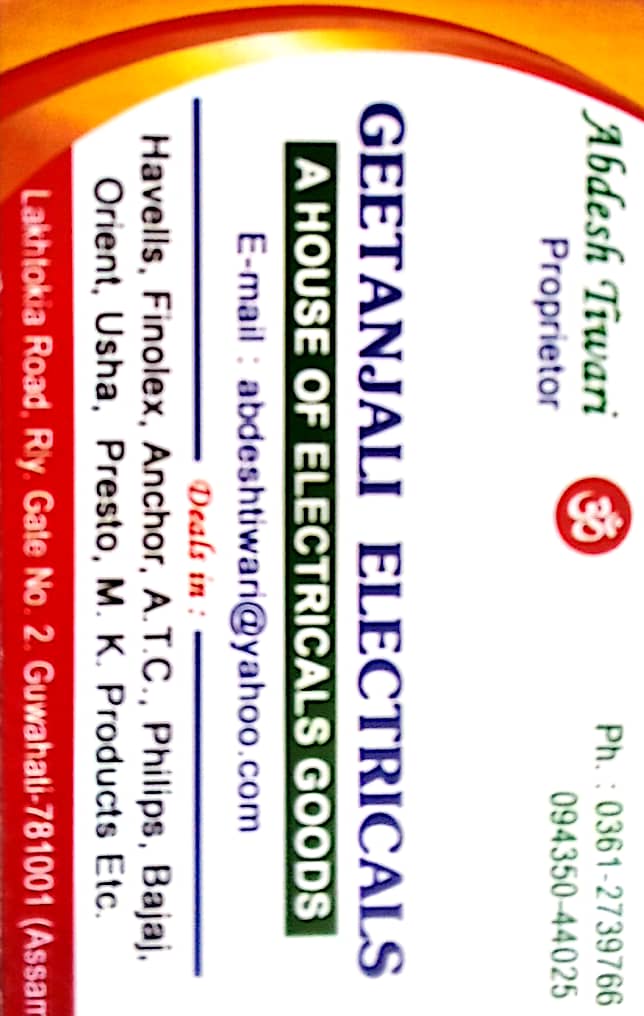 Abdesh Tiwari
Proprietor
ॐ
Ph. : 0361-2739766
094350-44025
GEETANJALI ELECTRICALS
A HOUSE OF ELECTRICALS GOODS
E-mail : abdeshtiwari@yahoo.com
Deals in :
Havells, Finolex, Anchor, A.T.C., Philips, Bajaj,
Orient, Usha, Presto, M. K. Products Etc.
Lakhtokia Road, Rly. Gate No. 2. Guwahati-781001 (Assam